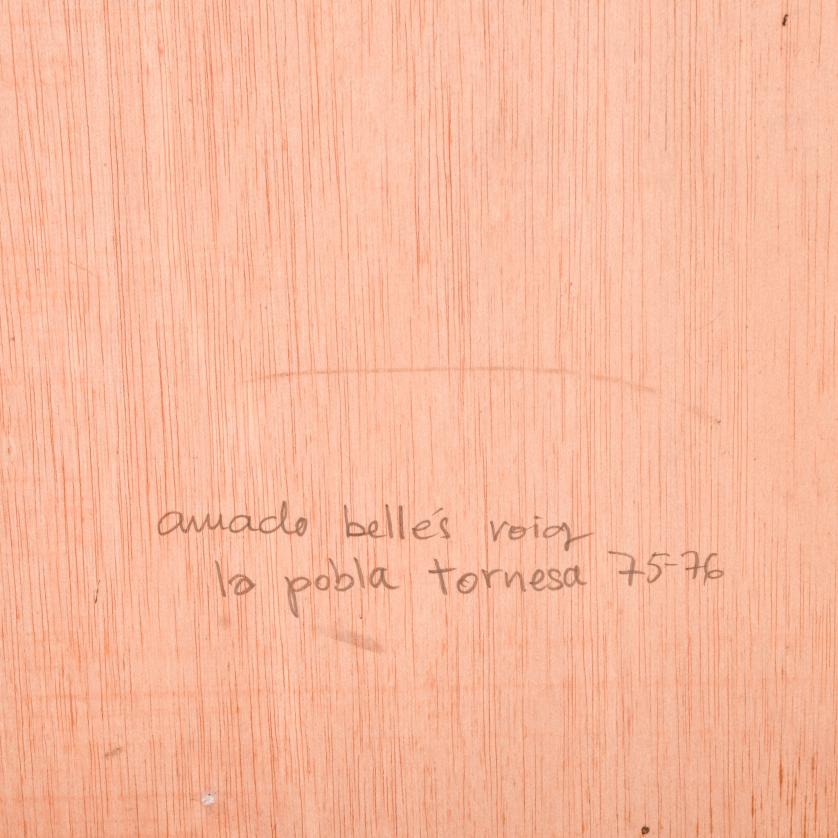 amado bellés roig
la pobla tornesa 75-76